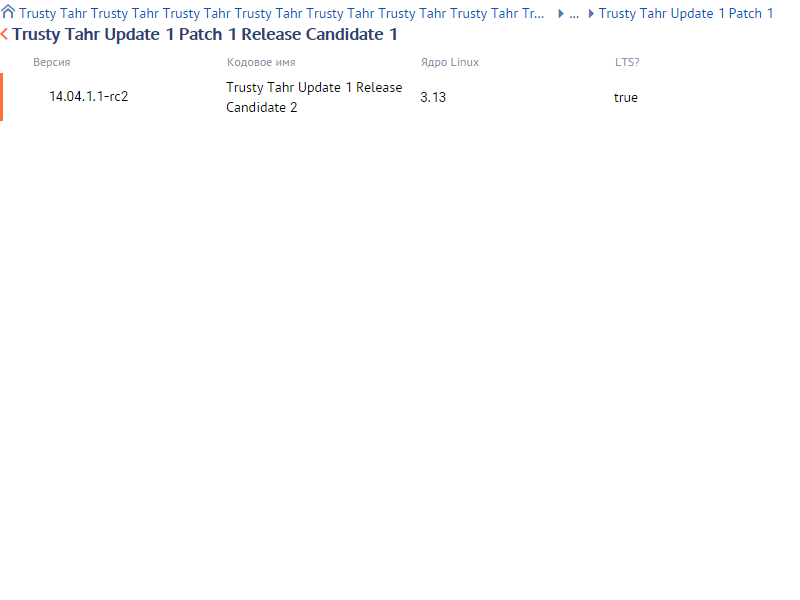 Trusty Tahr Trusty Tahr Trusty Tahr Trusty Tahr Trusty Tahr Trusty Tahr Trusty Tahr Tr... ... Trusty Tahr Update 1 Patch 1
Trusty Tahr Update 1 Patch 1 Release Candidate 1
Версия Кодовое имя Ядро Linux LTS?
14.04.1.1-rc2 Trusty Tahr Update 1 Release Candidate 2 3.13 true